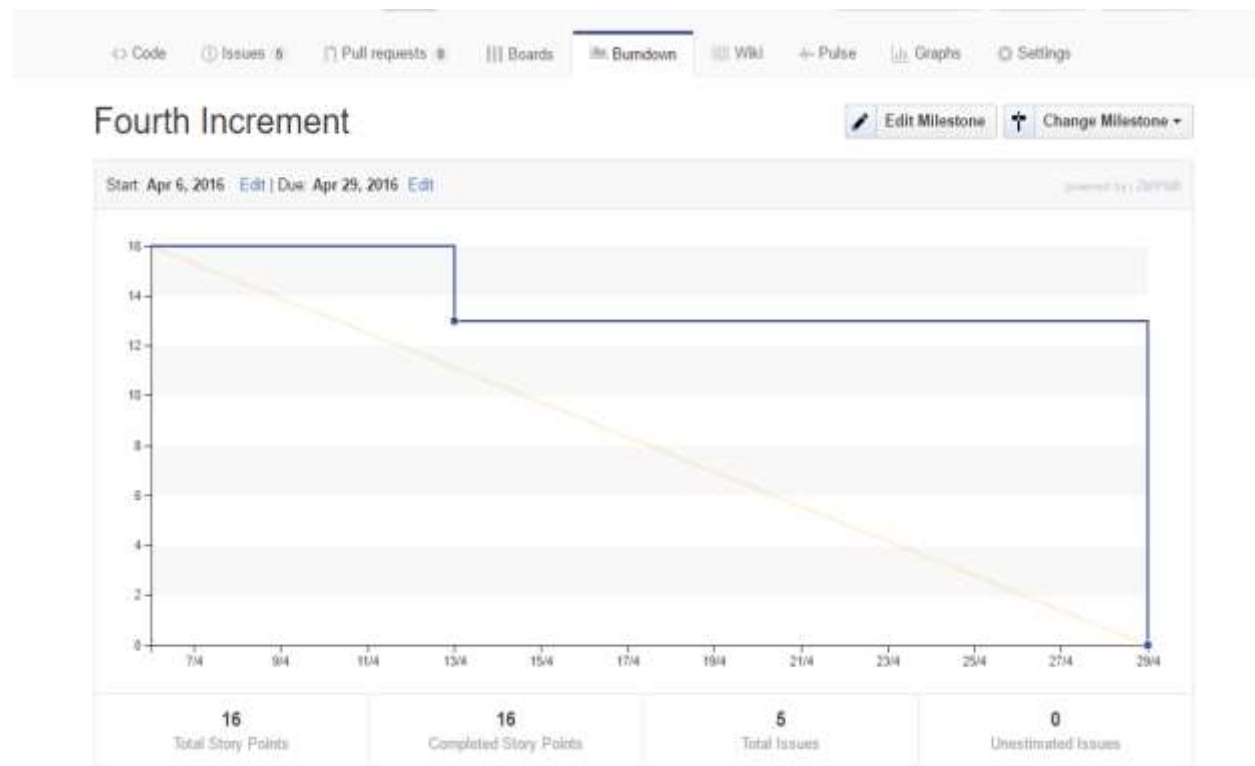 Code Issues 5 Pull requests 0 Boards Burndown Wiki Pulse Graphs Settings
Fourth Increment
Edit Milestone Change Milestone
Start: Apr 6, 2016 Edit | Due: Apr 29, 2016 Edit
powered by
16
14
12
10
8
6
4
2
0
7/4 9/4 11/4 13/4 15/4 17/4 19/4 21/4 23/4 25/4 27/4 29/4
16 16 5 0
Total Story Points Completed Story Points Total Issues Unestimated Issues